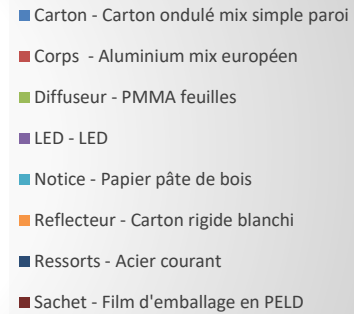 Carton - Carton ondulé mix simple paroi
Corps - Aluminium mix européen
Diffuseur - PMMA feuilles
LED - LED
Notice - Papier pâte de bois
Reflecteur - Carton rigide blanchi
Ressorts - Acier courant
Sachet - Film d'emballage en PELD